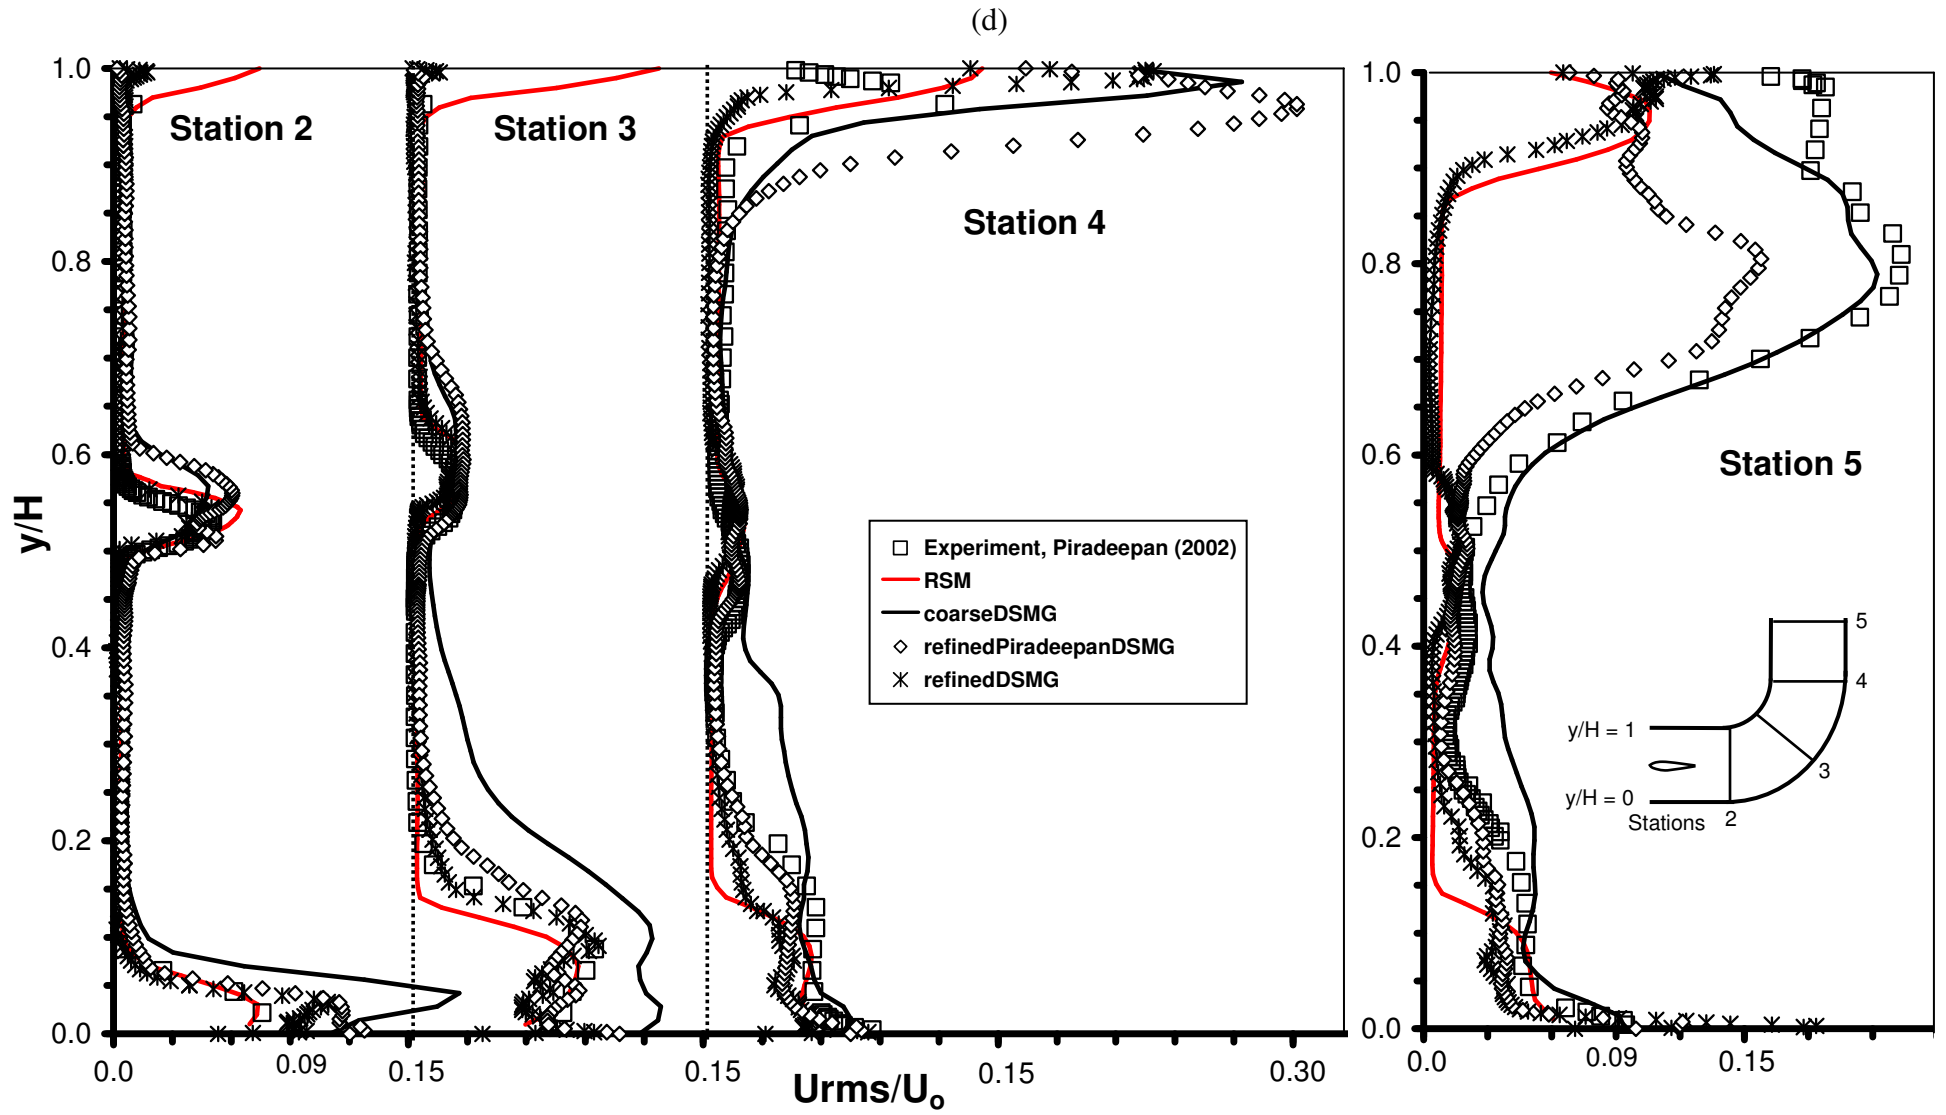 (d)
1.0
0.8
0.6
0.4
0.2
0.0
y/H
Station 2
Station 3
Station 4
Experiment, Piradeepan (2002)
RSM
coarseDSMG
refinedPiradeepanDSMG
refinedDSMG
0.0
0.09
0.15
0.15
0.15
0.30
Urms/Uo
1.0
0.8
0.6
0.4
0.2
0.0
Station 5
5
4
y/H = 1
3
y/H = 0
Stations
2
0.0
0.09
0.15